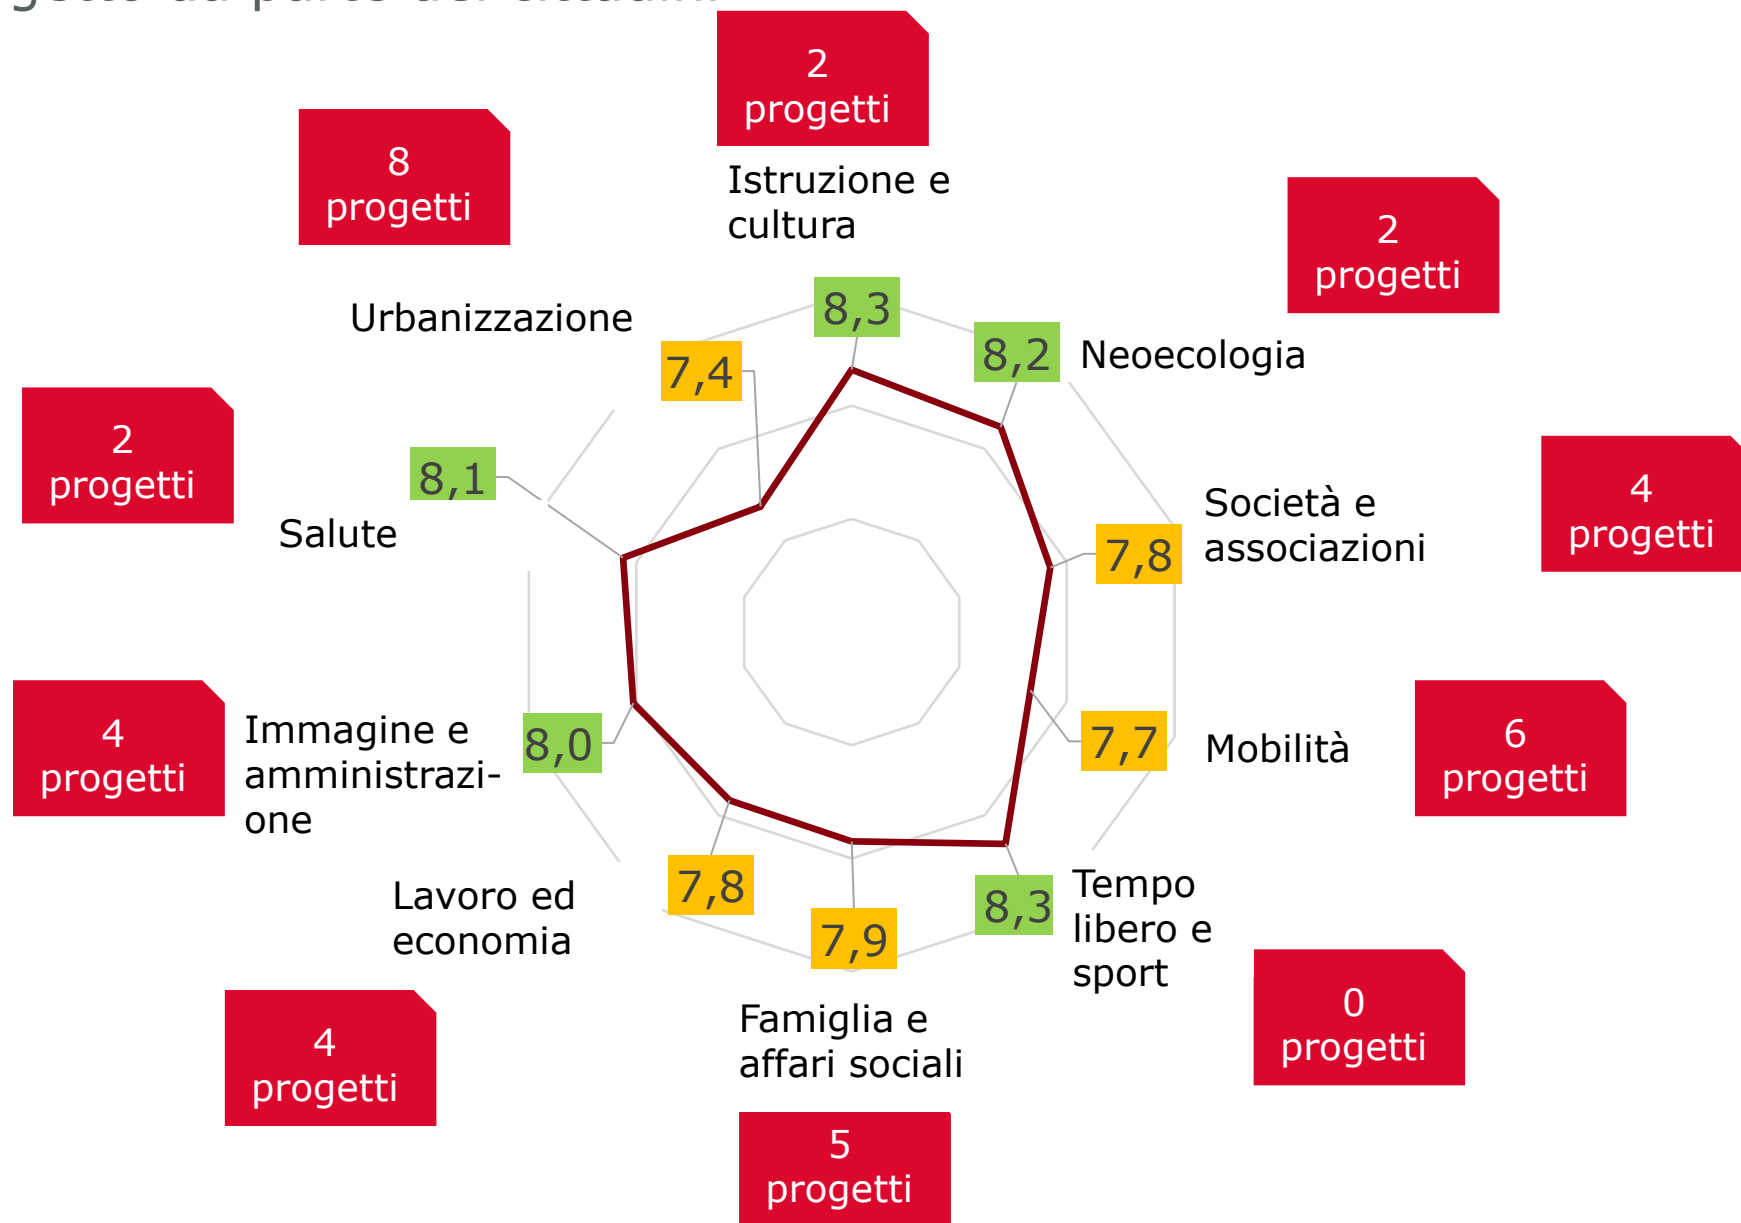 2
progetti
8
progetti
Istruzione e
cultura
2
progetti
Urbanizzazione
8,3
8,2
Neoecologia
7,4
2
progetti
8,1
Salute
Società e
associazioni
7,8
4
progetti
4
progetti
Immagine e
amministrazi-
one
8,0
7,7
Mobilità
6
progetti
Lavoro ed
economia
7,8
7,9
8,3
Tempo
libero e
sport
4
progetti
Famiglia e
affari sociali
0
progetti
5
progetti